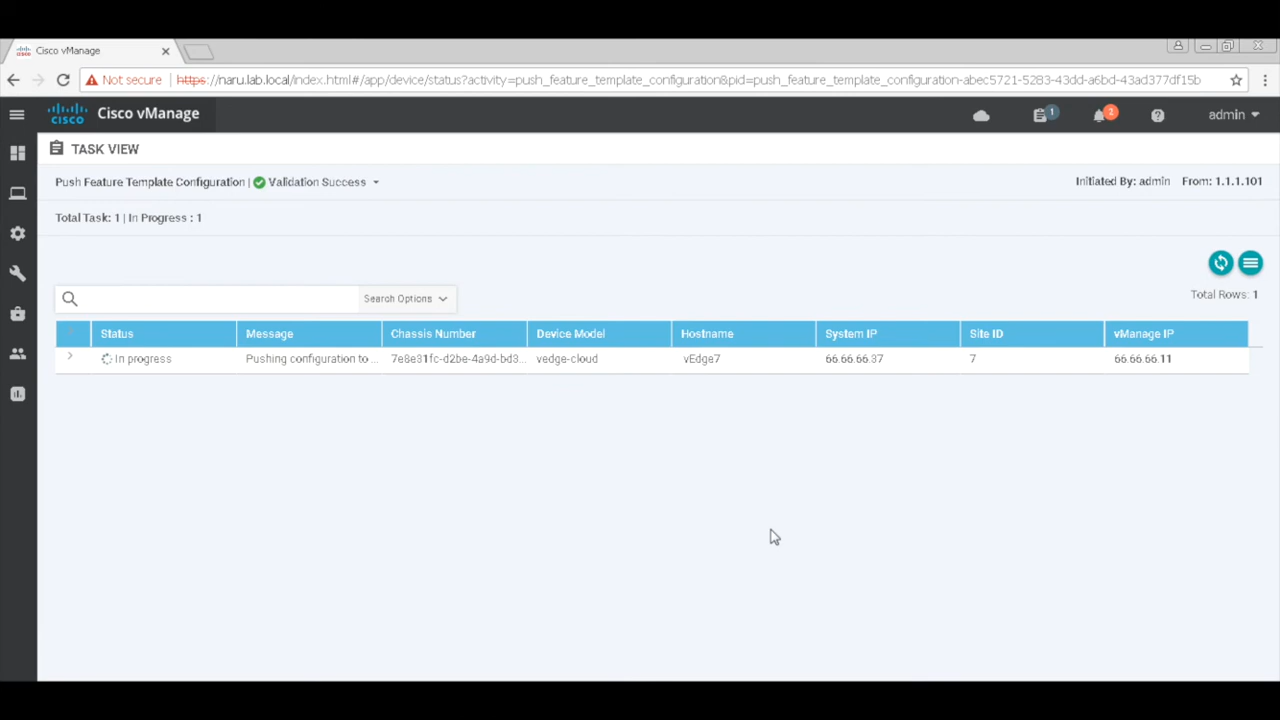 Cisco vManage
Not secure https://naru.lab.local/index.html#/app/device/status?activity=push_feature_template_configuration&pid=push_feature_template_configuration-abec5721-5283-43dd-a6bd-43ad377df15b
cisco Cisco vManage 1 2 admin
TASK VIEW
Push Feature Template Configuration | Validation Success Initiated By: admin From: 1.1.1.101
Total Task: 1 | In Progress : 1
Search Options Total Rows: 1
Status Message Chassis Number Device Model Hostname System IP Site ID vManage IP
In progress Pushing configuration to ... 7e8e31fc-d2be-4a9d-bd3... vedge-cloud vEdge7 66.66.66.37 7 66.66.66.11